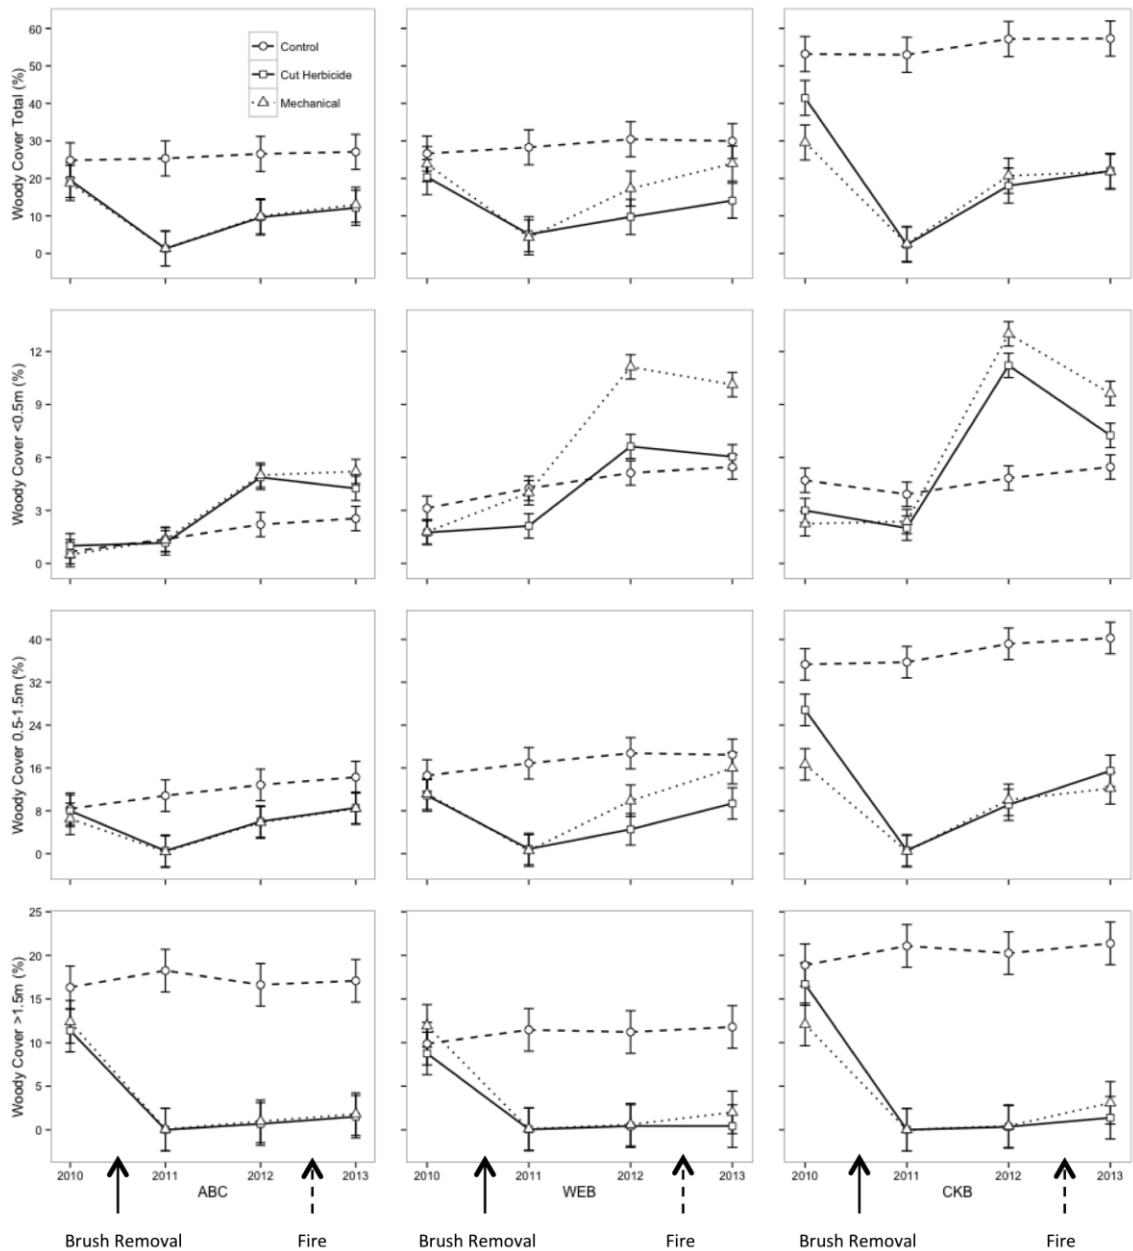 Woody Cover Total (%)
60
50
40
30
20
10
0
Control
Cut Herbicide
Mechanical
Woody Cover <0.5m (%)
12
9
6
3
0
Woody Cover 0.5-1.5m (%)
40
32
24
16
8
0
Woody Cover >1.5m (%)
25
20
15
10
5
0
2010 2011 2012 2013 2010 2011 2012 2013 2010 2011 2012 2013
ABC WEB CKB
Brush Removal Fire Brush Removal Fire Brush Removal Fire